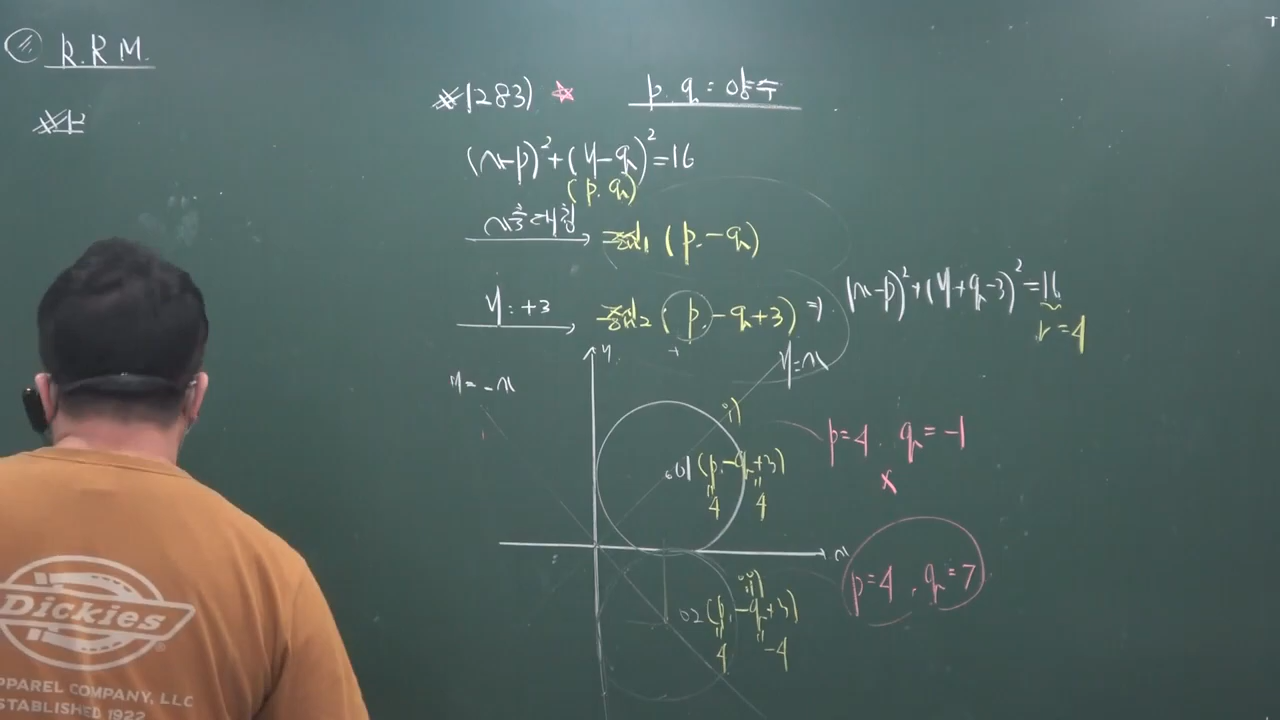 R.P M.
#1283) ☆ p. q = 양수
(x-p)²+(y-q)²=16
(p. q)
x축대칭 → 중심1 (p. -q)
y: +3 → 중심2 (p. -q+3) ⇒ (x-p)²+(y+q-3)²=16
r=4
y
y=x
y=-x
i)
O1 (p. -q+3)
4 4
p=4. q=-1
x
x
ii)
O2 (p. -q+3)
4 -4
p=4. q=7
Dickies
APPAREL COMPANY, LLC
ESTABLISHED 1922